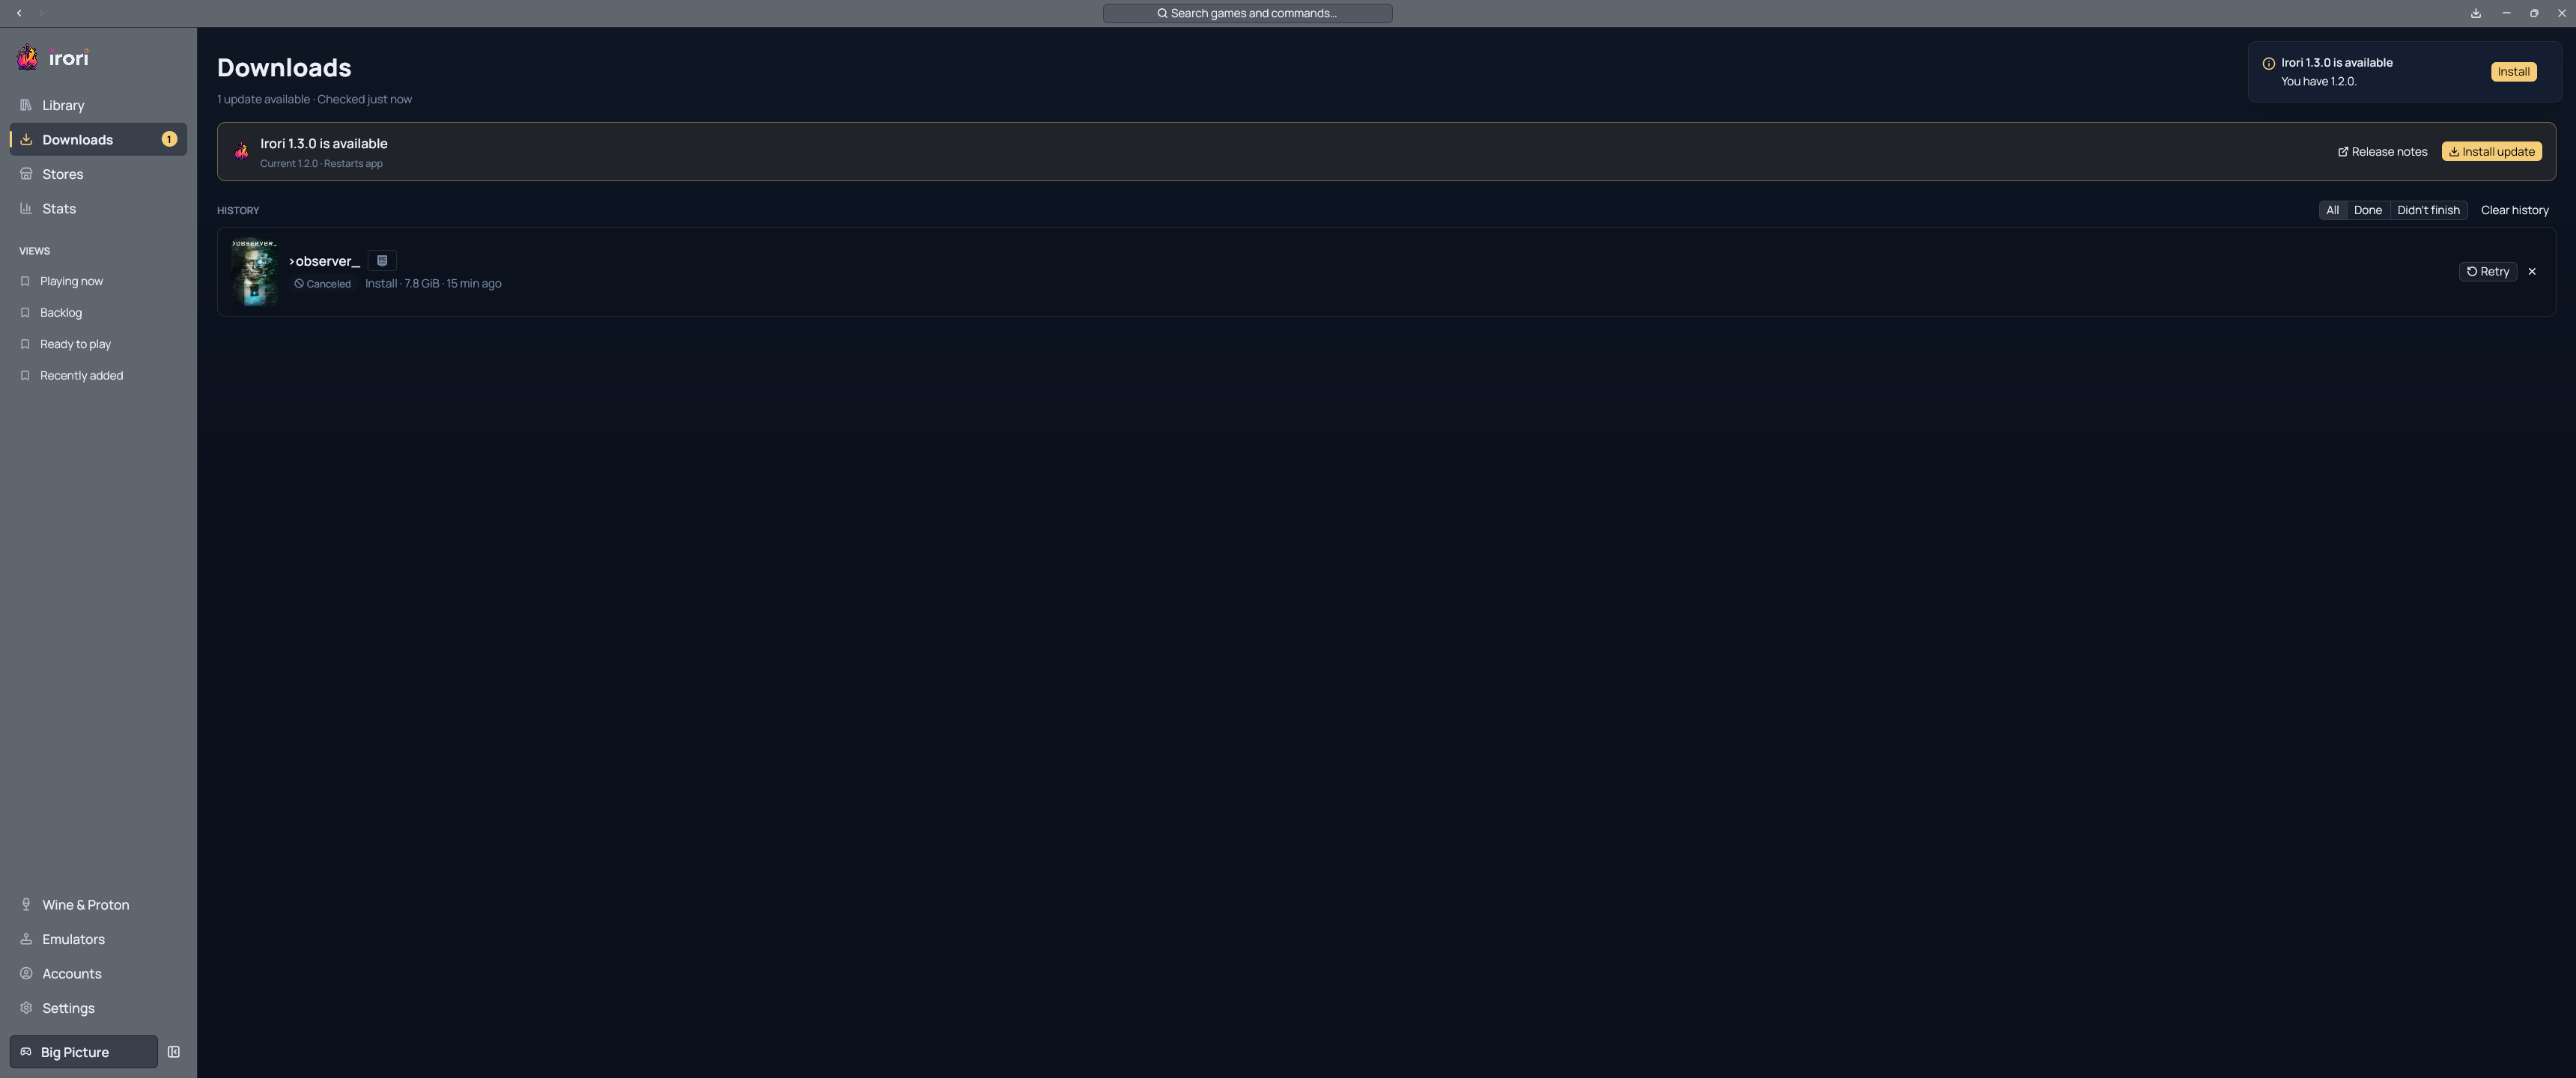 Search games and commands...
irori
Library
Downloads 1
Stores
Stats
VIEWS
Playing now
Backlog
Ready to play
Recently added
Wine & Proton
Emulators
Accounts
Settings
Big Picture
Downloads
1 update available · Checked just now
Irori 1.3.0 is available
You have 1.2.0.
Install
Irori 1.3.0 is available
Current 1.2.0 · Restarts app
Release notes
Install update
HISTORY
All
Done
Didn't finish
Clear history
>OBSERVER_
>observer_
Canceled
Install · 7.8 GiB · 15 min ago
Retry